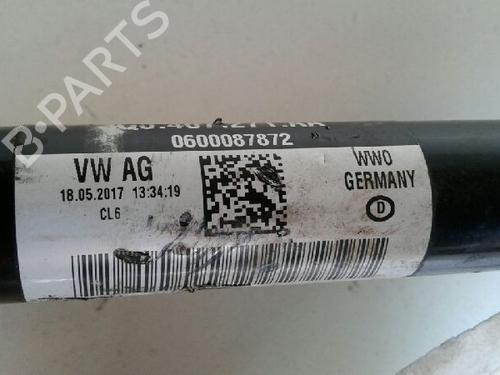 B-PARTS
0600087872
VW AG
18.05.2017 13:34:19
CL6
WWO
GERMANY
D